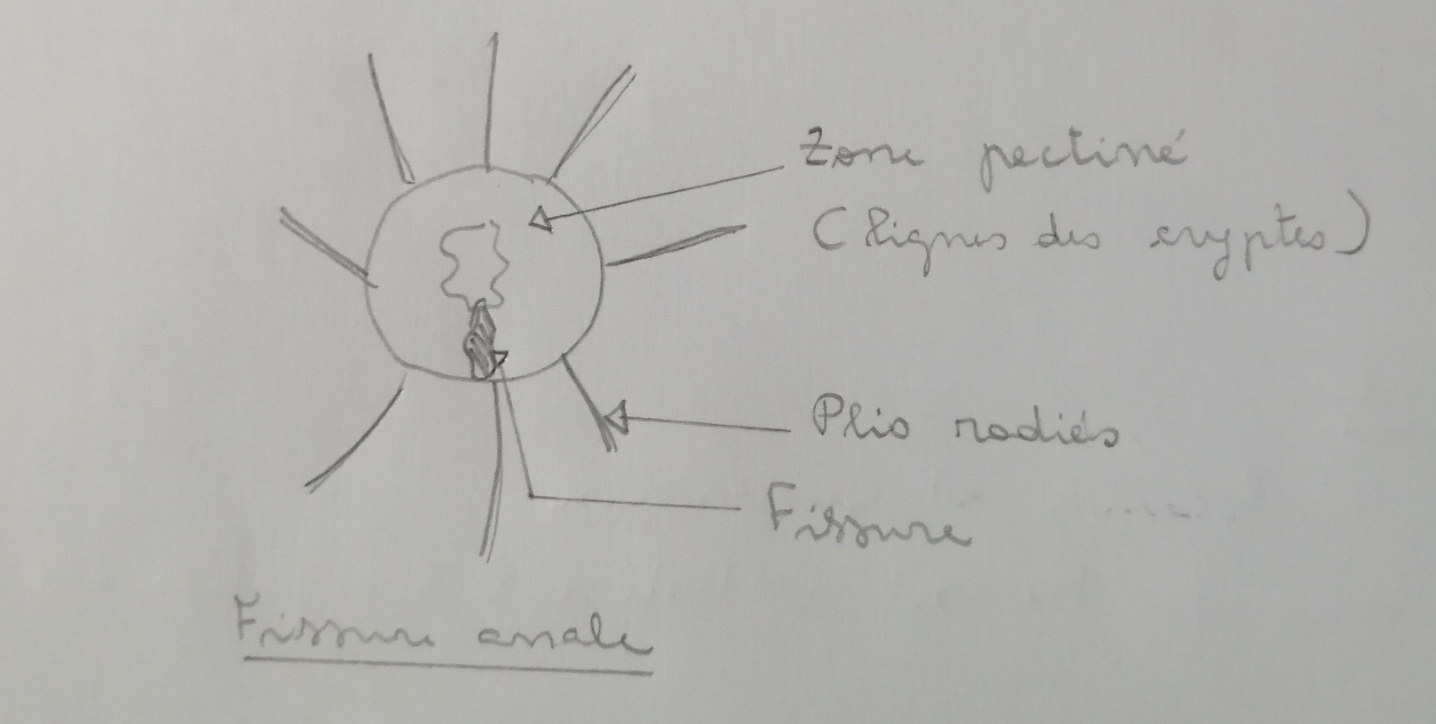 Zone pectiné
(lignes des cryptes)
Plis radiés
Fissure
Fissure anale